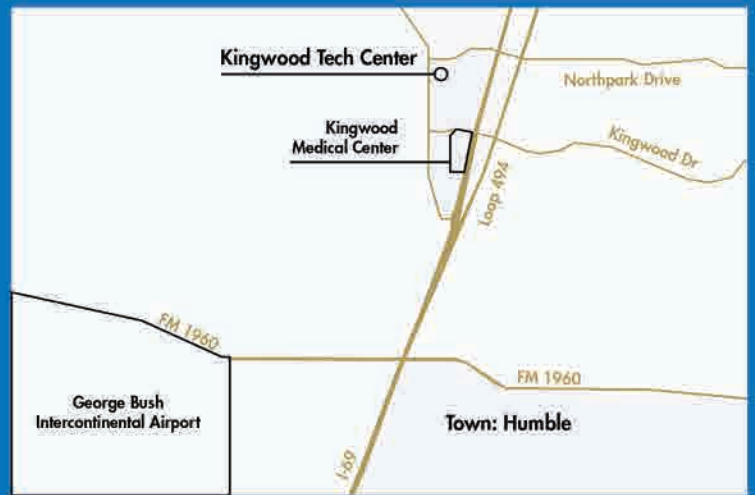 Kingwood Tech Center
Northpark Drive
Kingwood
Medical Center
Kingwood Dr
Loop 494
FM 1960
FM 1960
George Bush
Intercontinental Airport
Town: Humble
I-69